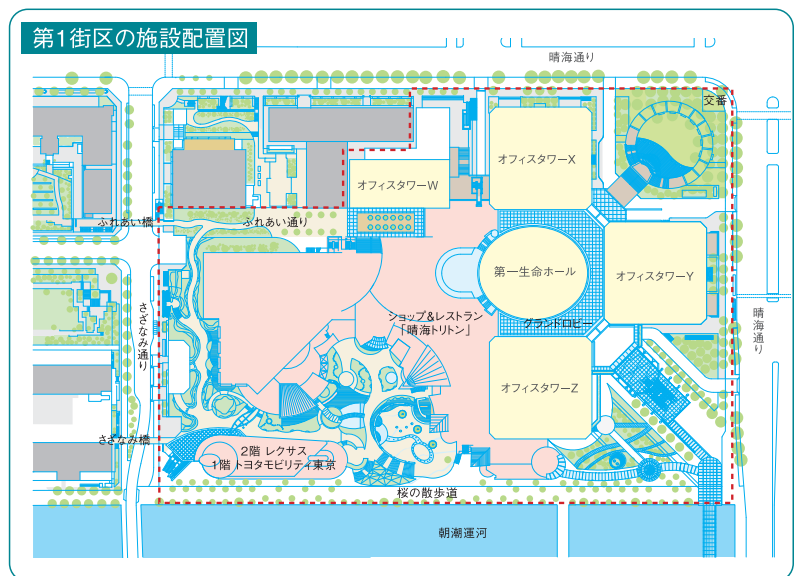 第1街区の施設配置図
晴海通り
交番
オフィスタワーX
オフィスタワーW
ふれあい橋
ふれあい通り
第一生命ホール
オフィスタワーY
さざなみ通り
ショップ&レストラン
「晴海トリトン」
グランドロビー
晴海通り
オフィスタワーZ
さざなみ橋
2階 レクサス
1階 トヨタモビリティ東京
桜の散歩道
朝潮運河